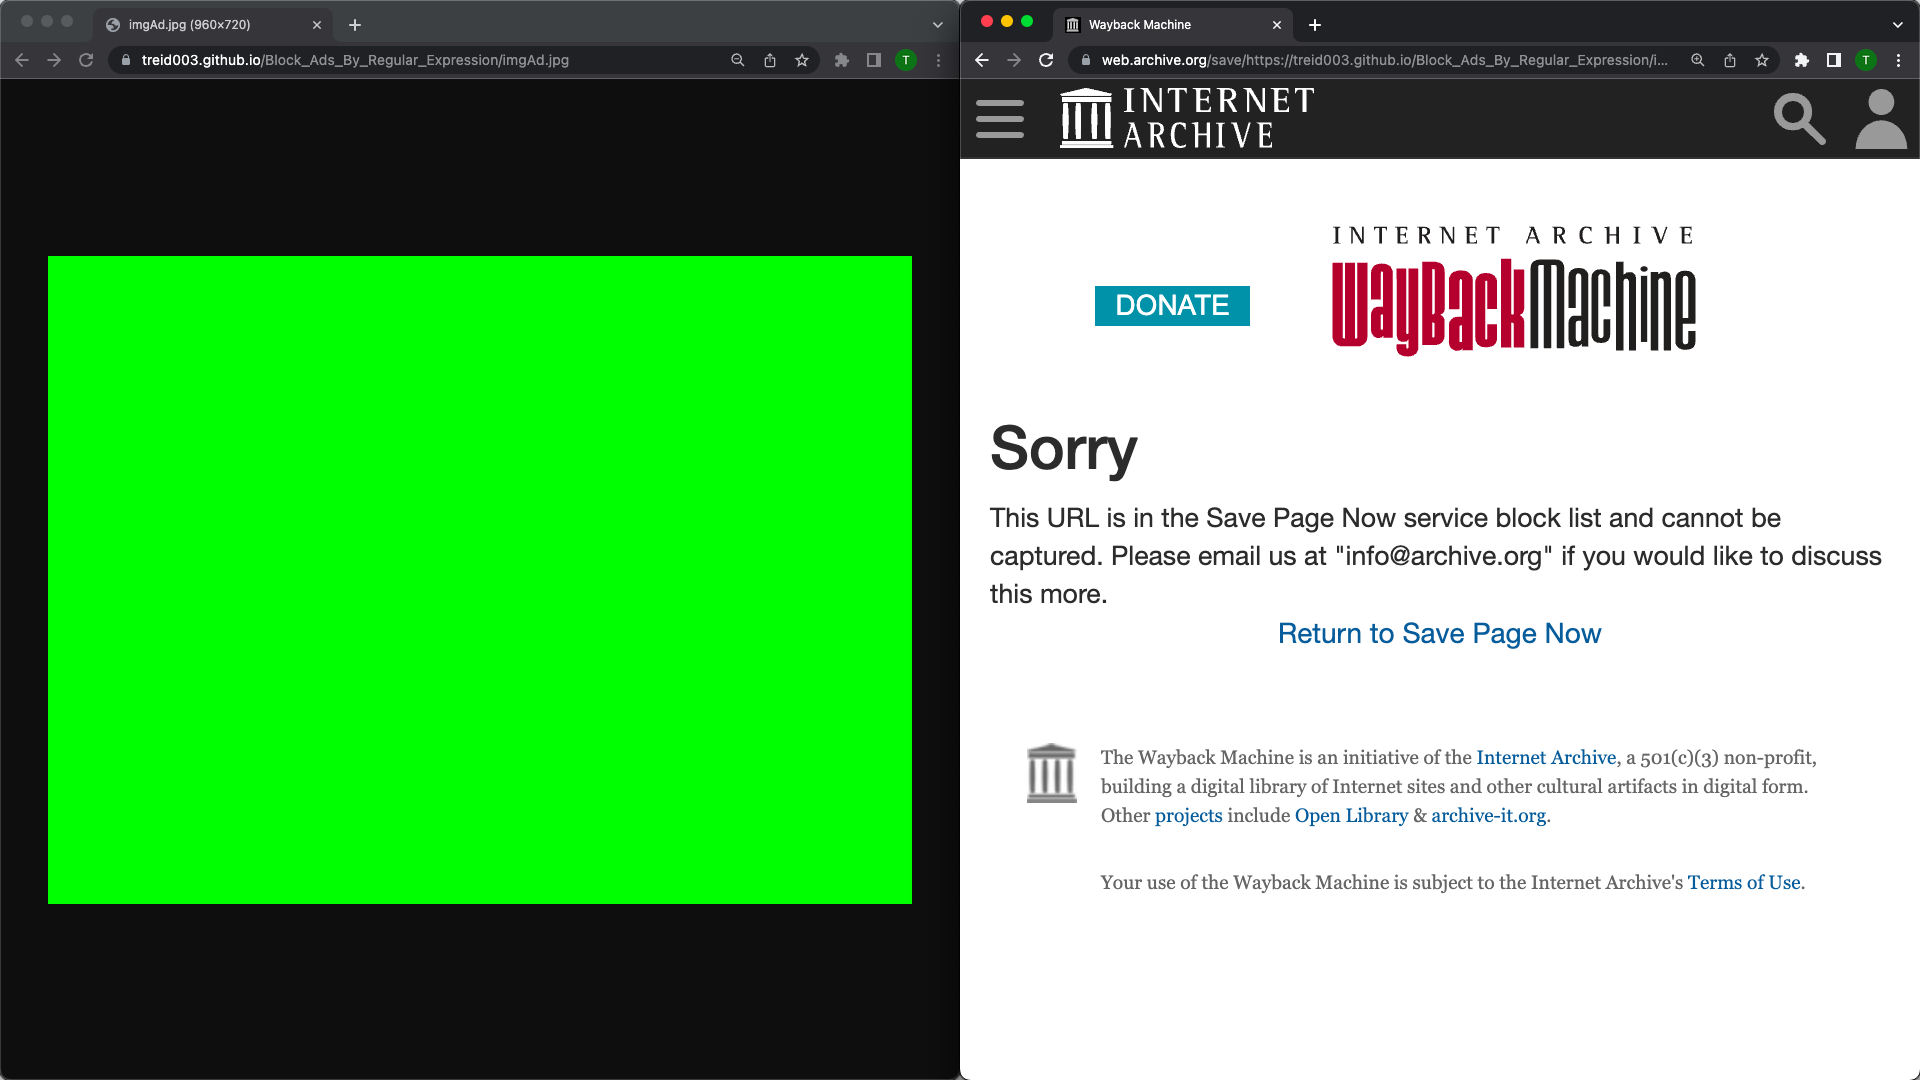 imgAd.jpg (960×720)
treid003.github.io/Block_Ads_By_Regular_Expression/imgAd.jpg
T
Wayback Machine
web.archive.org/save/https://treid003.github.io/Block_Ads_By_Regular_Expression/i...
T
INTERNET
ARCHIVE
INTERNET ARCHIVE
DONATE
WayBackMachine
Sorry
This URL is in the Save Page Now service block list and cannot be
captured. Please email us at "info@archive.org" if you would like to discuss
this more.
Return to Save Page Now
The Wayback Machine is an initiative of the Internet Archive, a 501(c)(3) non-profit,
building a digital library of Internet sites and other cultural artifacts in digital form.
Other projects include Open Library & archive-it.org.
Your use of the Wayback Machine is subject to the Internet Archive's Terms of Use.